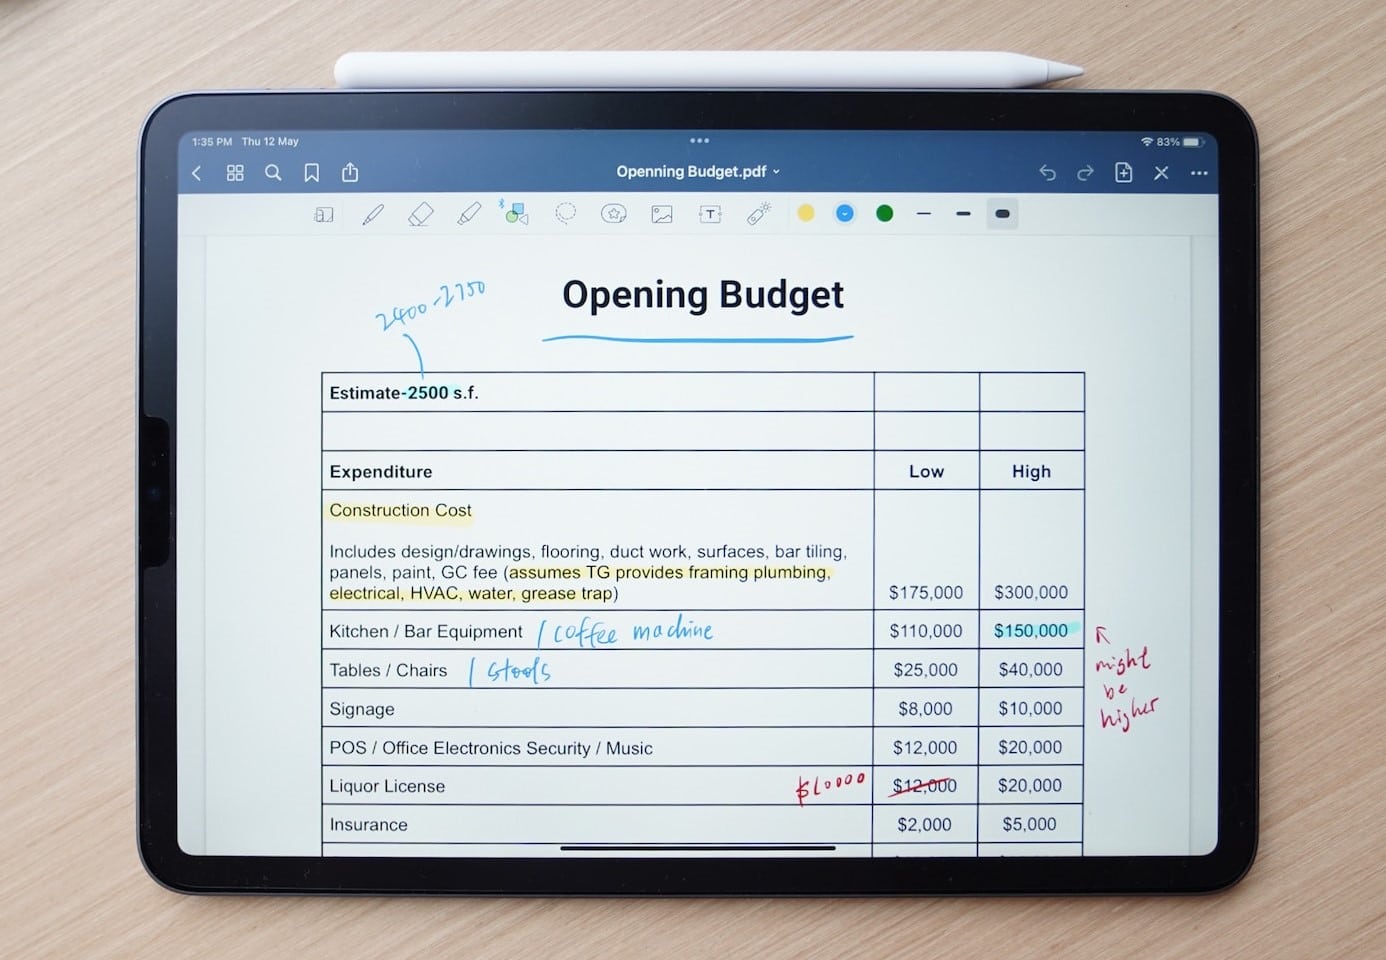 1:35 PM Thu 12 May
83%
Openning Budget.pdf
T
2400-2750
Opening Budget
Estimate-2500 s.f.
Expenditure Low High
Construction Cost
Includes design/drawings, flooring, duct work, surfaces, bar tiling,
panels, paint, GC fee (assumes TG provides framing plumbing,
electrical, HVAC, water, grease trap) $175,000 $300,000
Kitchen / Bar Equipment / coffee machine $110,000 $150,000
might
be
higher
Tables / Chairs / stools $25,000 $40,000
Signage $8,000 $10,000
POS / Office Electronics Security / Music $12,000 $20,000
Liquor License $10000 $12,000 $20,000
Insurance $2,000 $5,000